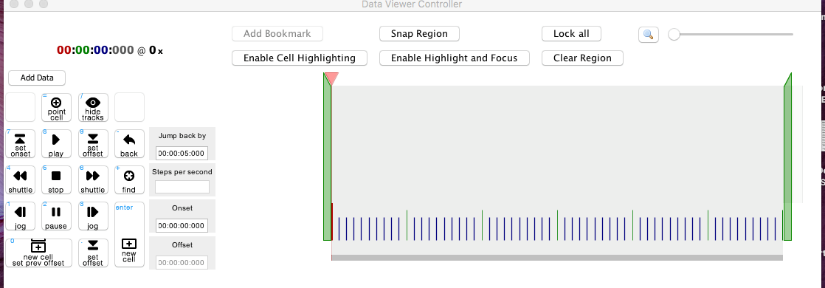 Data Viewer Controller
Add Bookmark
Snap Region
Lock all
00:00:00:000 @ 0 x
Enable Cell Highlighting
Enable Highlight and Focus
Clear Region
Add Data
=
point cell
/
hide tracks
7
set onset
8
play
9
set offset
-
back
Jump back by
00:00:05:000
4
shuttle
5
stop
6
shuttle
+
find
Steps per second
1
jog
2
pause
3
jog
enter
new cell
Onset
00:00:00:000
0
new cell
set prev offset
.
set offset
Offset
00:00:00:000